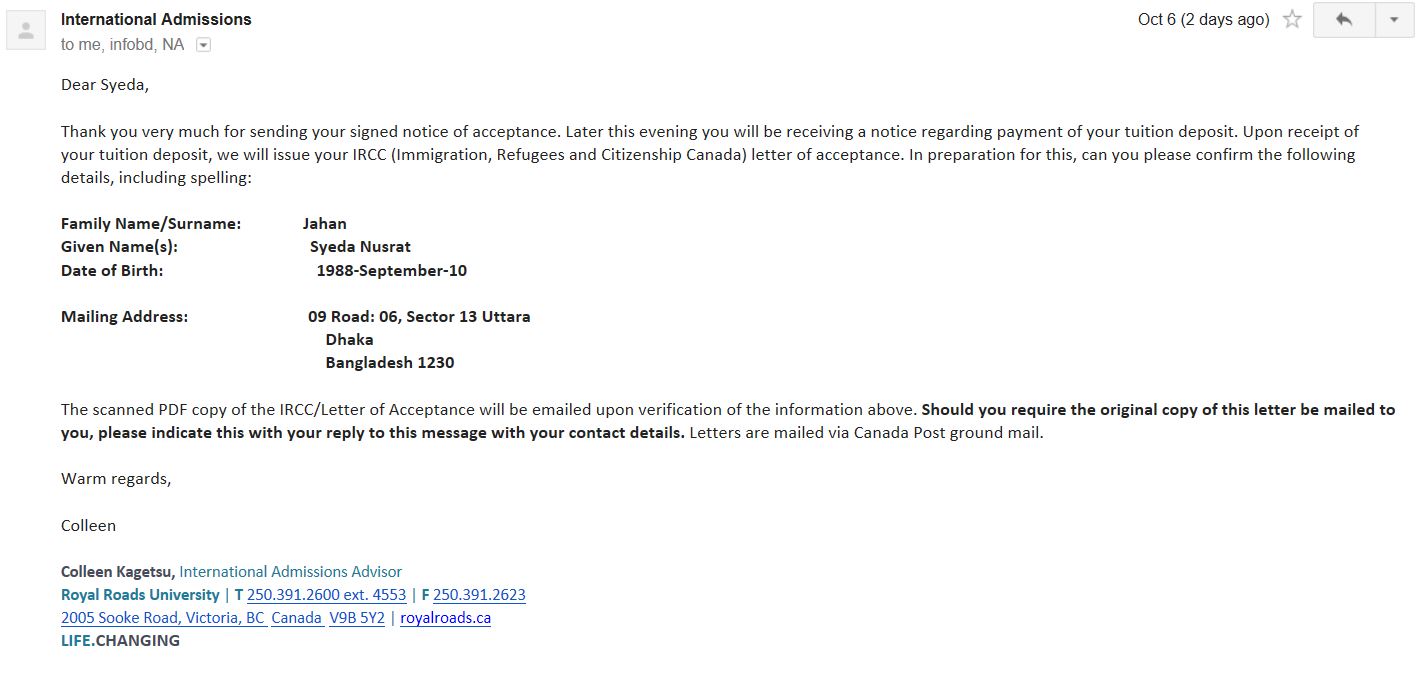 International Admissions
Oct 6 (2 days ago)
to me, infobd, NA
Dear Syeda,
Thank you very much for sending your signed notice of acceptance. Later this evening you will be receiving a notice regarding payment of your tuition deposit. Upon receipt of
your tuition deposit, we will issue your IRCC (Immigration, Refugees and Citizenship Canada) letter of acceptance. In preparation for this, can you please confirm the following
details, including spelling:
Family Name/Surname: Jahan
Given Name(s): Syeda Nusrat
Date of Birth: 1988-September-10
Mailing Address: 09 Road: 06, Sector 13 Uttara
Dhaka
Bangladesh 1230
The scanned PDF copy of the IRCC/Letter of Acceptance will be emailed upon verification of the information above. Should you require the original copy of this letter be mailed to
you, please indicate this with your reply to this message with your contact details. Letters are mailed via Canada Post ground mail.
Warm regards,
Colleen
Colleen Kagetsu, International Admissions Advisor
Royal Roads University | T 250.391.2600 ext. 4553 | F 250.391.2623
2005 Sooke Road, Victoria, BC Canada V9B 5Y2 | royalroads.ca
LIFE.CHANGING